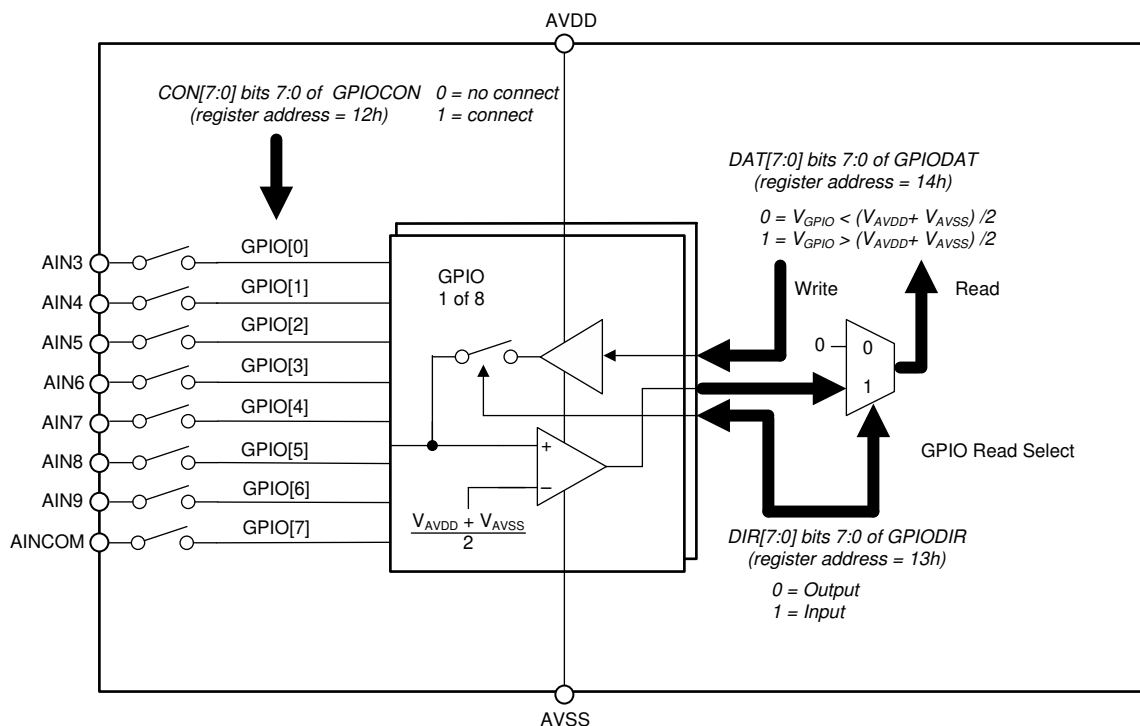 AVDD
CON[7:0] bits 7:0 of GPIOCON 0 = no connect
(register address = 12h) 1 = connect
DAT[7:0] bits 7:0 of GPIODAT
(register address = 14h)
0 = VGPIO < (VAVDD+ VAVSS) /2
1 = VGPIO > (VAVDD+ VAVSS) /2
Write
Read
AIN3
GPIO[0]
AIN4
GPIO[1]
AIN5
GPIO[2]
AIN6
GPIO[3]
AIN7
GPIO[4]
AIN8
GPIO[5]
AIN9
GPIO[6]
AINCOM
GPIO[7]
GPIO
1 of 8
+
−
VAVDD + VAVSS
2
0
0
1
GPIO Read Select
DIR[7:0] bits 7:0 of GPIODIR
(register address = 13h)
0 = Output
1 = Input
AVSS